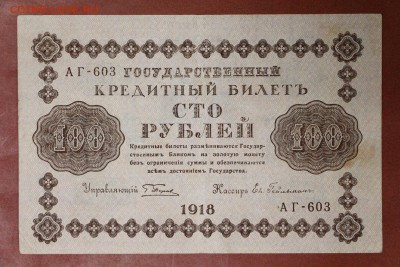 АГ-603 ГОСУДАРСТВЕННЫЙ
КРЕДИТНЫЙ БИЛЕТЪ
СТО
РУБЛЕЙ
100 100
Кредитные билеты размѣниваются Государ-
ственнымъ Банкомъ на золотую монету
безъ ограниченія суммы и обезпечиваются
всѣмъ достояніемъ Государства.
Управляющій Кассиръ
1918 АГ-603